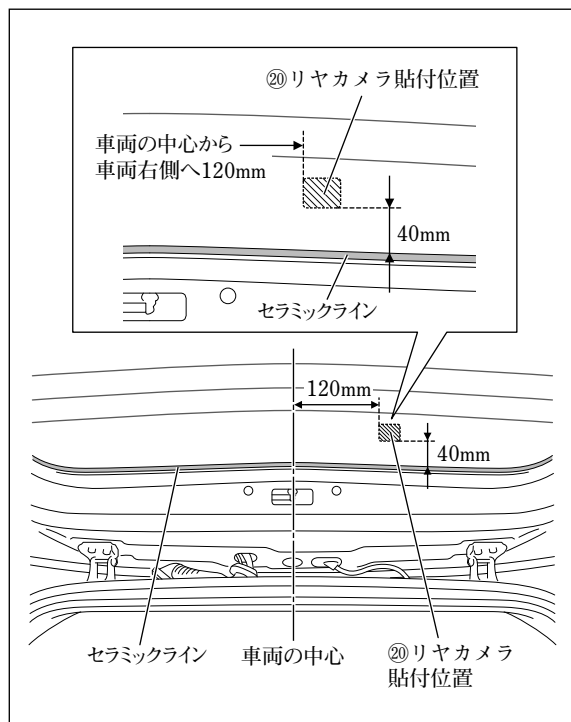 ⑳リヤカメラ貼付位置
車両の中心から
車両右側へ120mm
40mm
セラミックライン
120mm
40mm
セラミックライン
車両の中心
⑳リヤカメラ
貼付位置